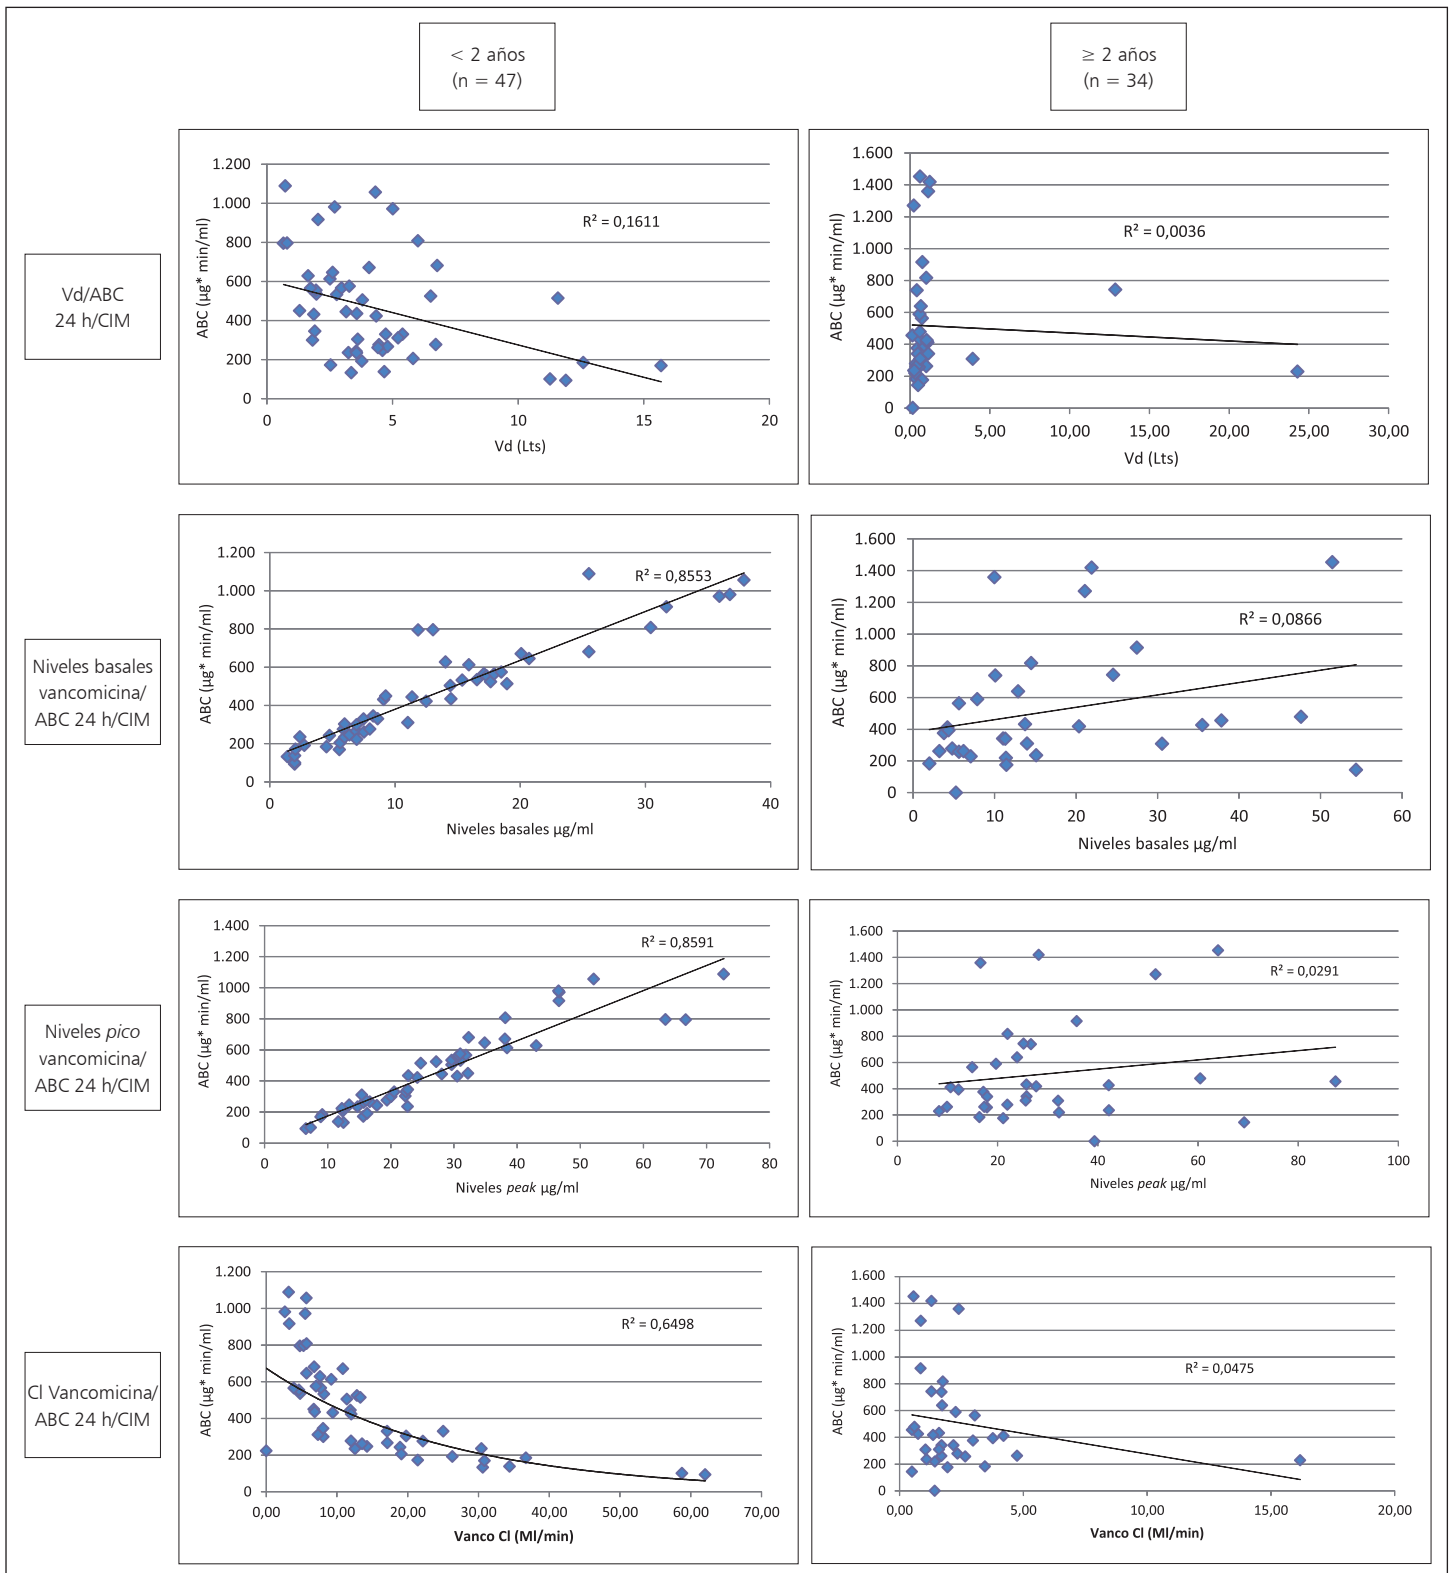 < 2 años
(n = 47)
≥ 2 años
(n = 34)
Vd/ABC
24 h/CIM
ABC (µg* min/ml)
1.200
1.000
800
600
400
200
0
R² = 0,1611
0 5 10 15 20
Vd (Lts)
ABC (µg* min/ml)
1.600
1.400
1.200
1.000
800
600
400
200
0
R² = 0,0036
0,00 5,00 10,00 15,00 20,00 25,00 30,00
Vd (Lts)
Niveles basales
vancomicina/
ABC 24 h/CIM
ABC (µg* min/ml)
1.200
1.000
800
600
400
200
0
R² = 0,8553
0 10 20 30 40
Niveles basales µg/ml
ABC (µg* min/ml)
1.600
1.400
1.200
1.000
800
600
400
200
0
R² = 0,0866
0 10 20 30 40 50 60
Niveles basales µg/ml
Niveles pico
vancomicina/
ABC 24 h/CIM
ABC (µg* min/ml)
1.400
1.200
1.000
800
600
400
200
0
R² = 0,8591
0 10 20 30 40 50 60 70 80
Niveles peak µg/ml
ABC (µg* min/ml)
1.600
1.400
1.200
1.000
800
600
400
200
0
R² = 0,0291
0 20 40 60 80 100
Niveles peak µg/ml
Cl Vancomicina/
ABC 24 h/CIM
ABC (µg* min/ml)
1.200
1.000
800
600
400
200
0
R² = 0,6498
0,00 10,00 20,00 30,00 40,00 50,00 60,00 70,00
Vanco Cl (Ml/min)
ABC (µg* min/ml)
1.600
1.400
1.200
1.000
800
600
400
200
0
R² = 0,0475
0,00 5,00 10,00 15,00 20,00
Vanco Cl (Ml/min)